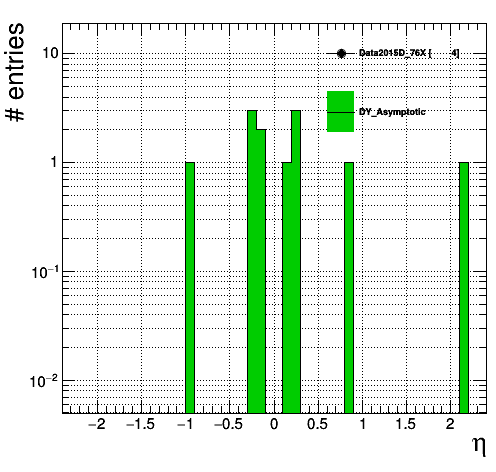 # entries
10
1
10⁻¹
10⁻²
Data2015D_76X [ 4]
DY_Asymptotic
−2 −1.5 −1 −0.5 0 0.5 1 1.5 2
η